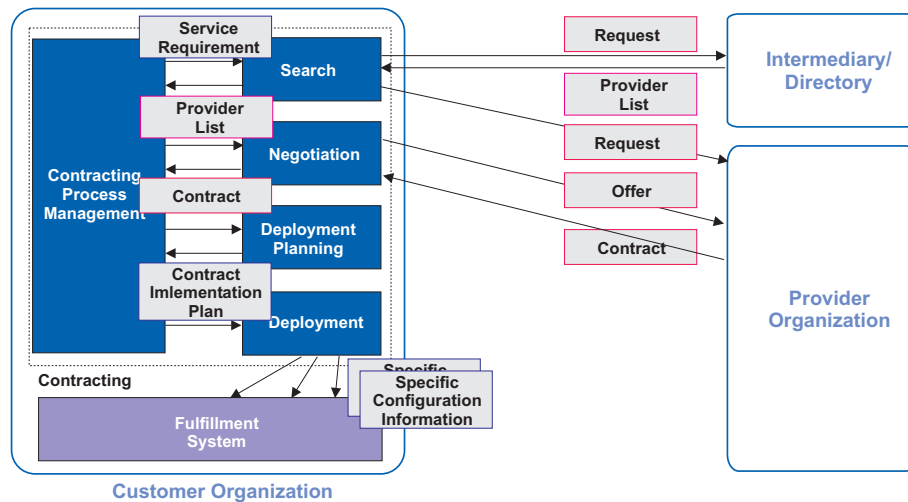 Service
Requirement
Search
Provider
List
Negotiation
Contracting
Process
Management
Contract
Deployment
Planning
Contract
Imlementation
Plan
Deployment
Contracting
Specific
Specific
Configuration
Information
Fulfillment
System
Customer Organization
Request
Provider
List
Request
Offer
Contract
Intermediary/
Directory
Provider
Organization